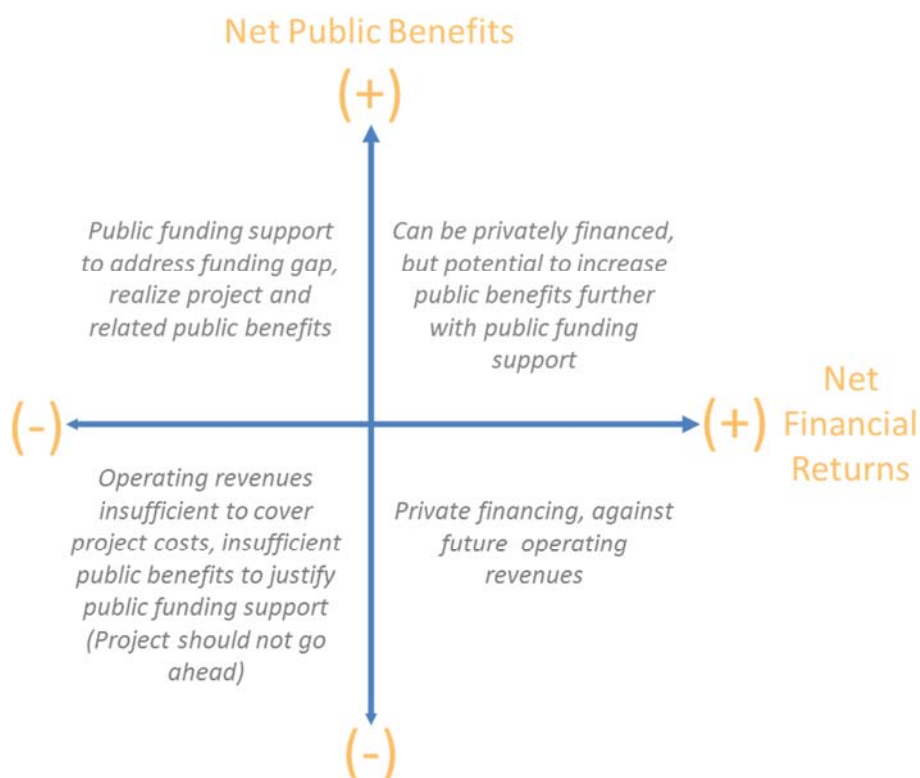 Net Public Benefits
(+)
Public funding support
to address funding gap,
realize project and
related public benefits
Can be privately financed,
but potential to increase
public benefits further
with public funding
support
(-)
(+)
Net
Financial
Returns
Operating revenues
insufficient to cover
project costs, insufficient
public benefits to justify
public funding support
(Project should not go
ahead)
Private financing, against
future operating
revenues
(-)